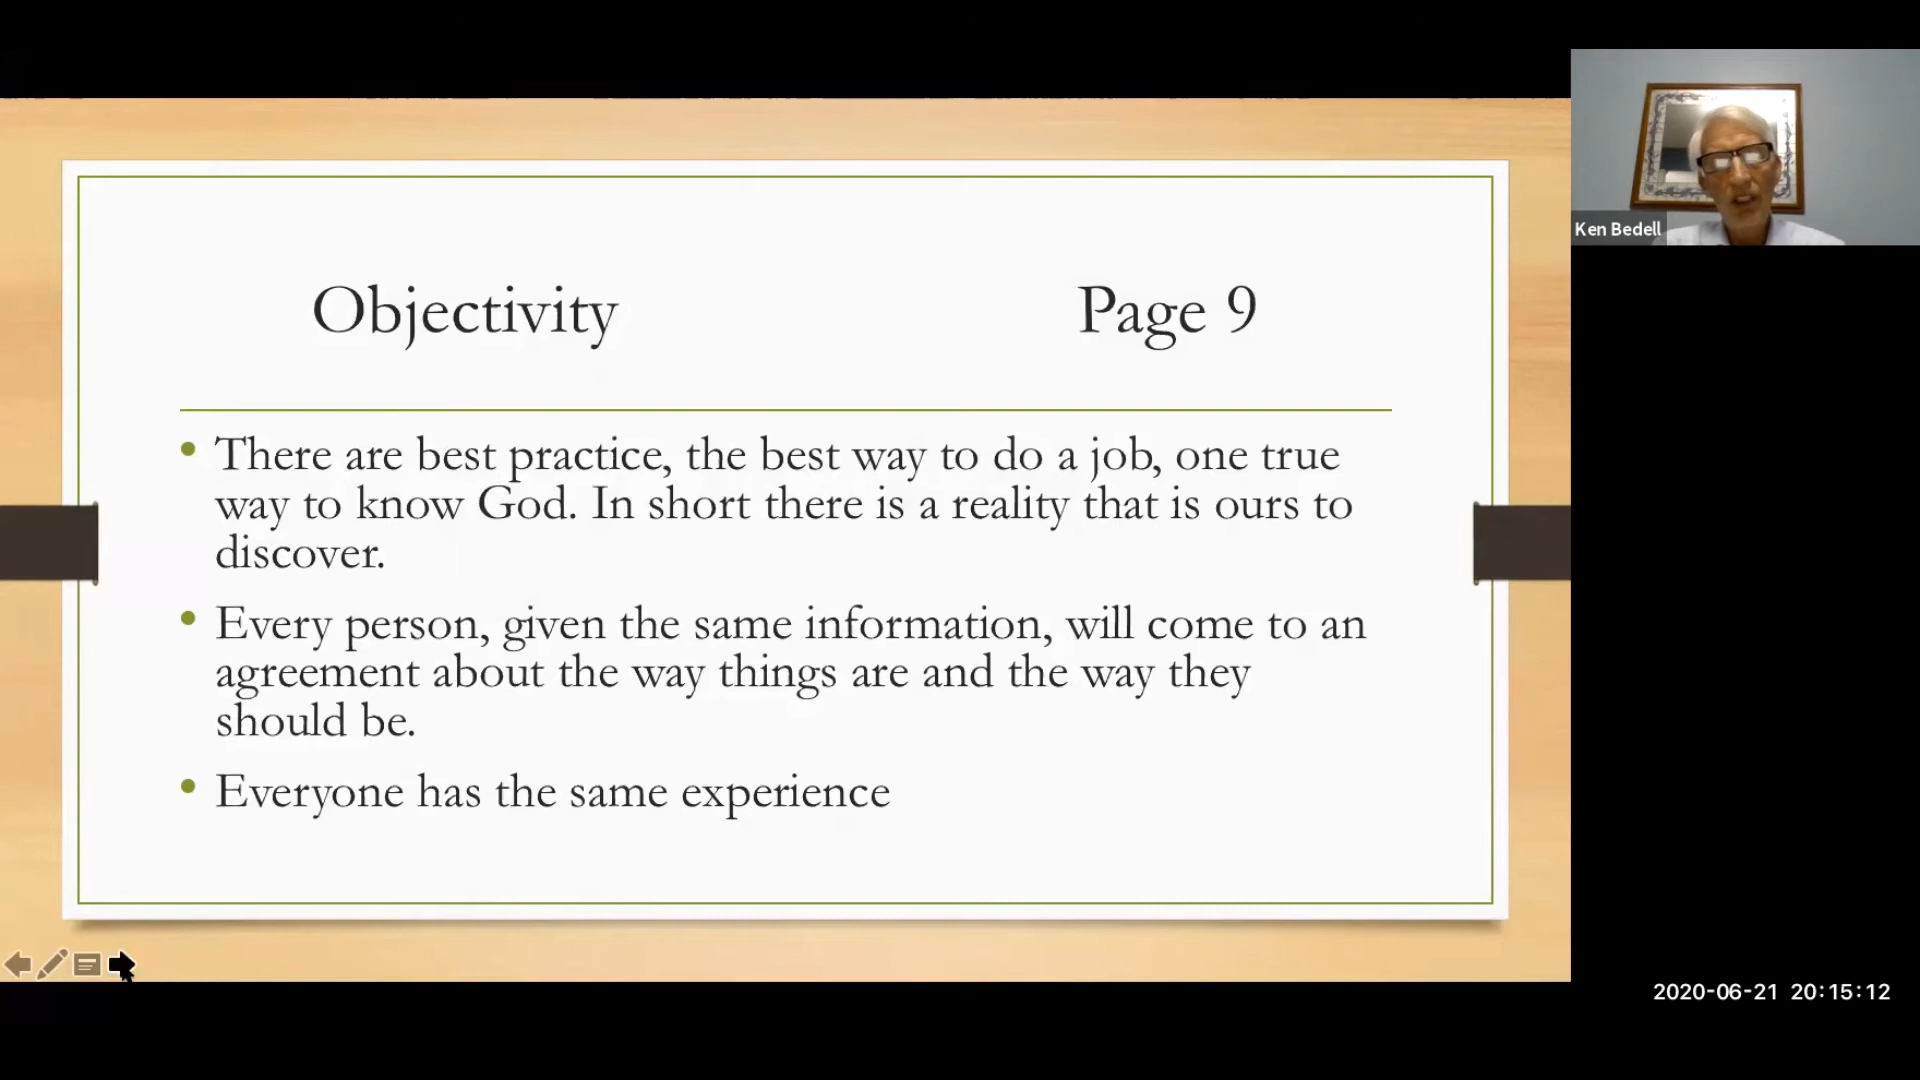 Objectivity Page 9
• There are best practice, the best way to do a job, one true
way to know God. In short there is a reality that is ours to
discover.
• Every person, given the same information, will come to an
agreement about the way things are and the way they
should be.
• Everyone has the same experience
Ken Bedell
2020-06-21 20:15:12